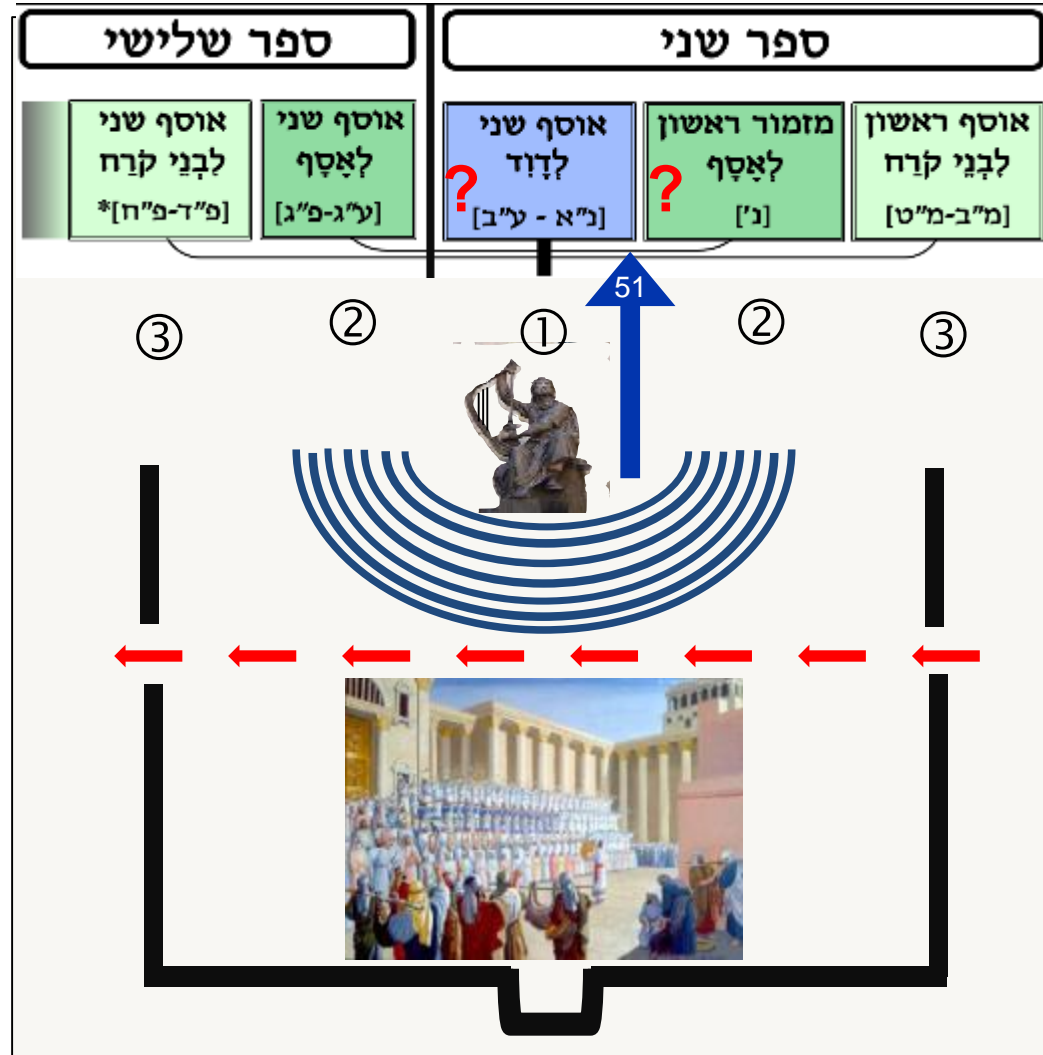 ספר שני
ספר שלישי
אוסף ראשון
לִבְנֵי קֹרַח
[מ"ב-מ"ט]
מזמור ראשון
לְאָסָף
?
[נ']
אוסף שני
לְדָוִד
?
[נ"א - ע"ב]
אוסף שני
לְאָסָף
[ע"ג-פ"ג]
אוסף שני
לִבְנֵי קֹרַח
[פ"ד-פ"ח]*
51
③ ② ① ② ③